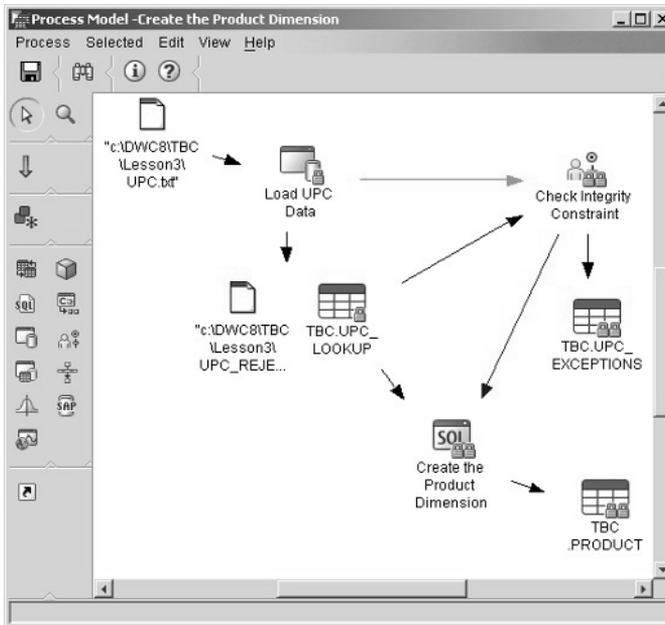 Process Model -Create the Product Dimension
Process Selected Edit View Help
"c:\DWC8\TBC
\Lesson3\
UPC.txt"
Load UPC
Data
Check Integrity
Constraint
"c:\DWC8\TBC
\Lesson3\
UPC_REJE...
TBC.UPC_
LOOKUP
TBC.UPC_
EXCEPTIONS
SQL
Create the
Product
Dimension
TBC
.PRODUCT
SQL
C:\
SAP